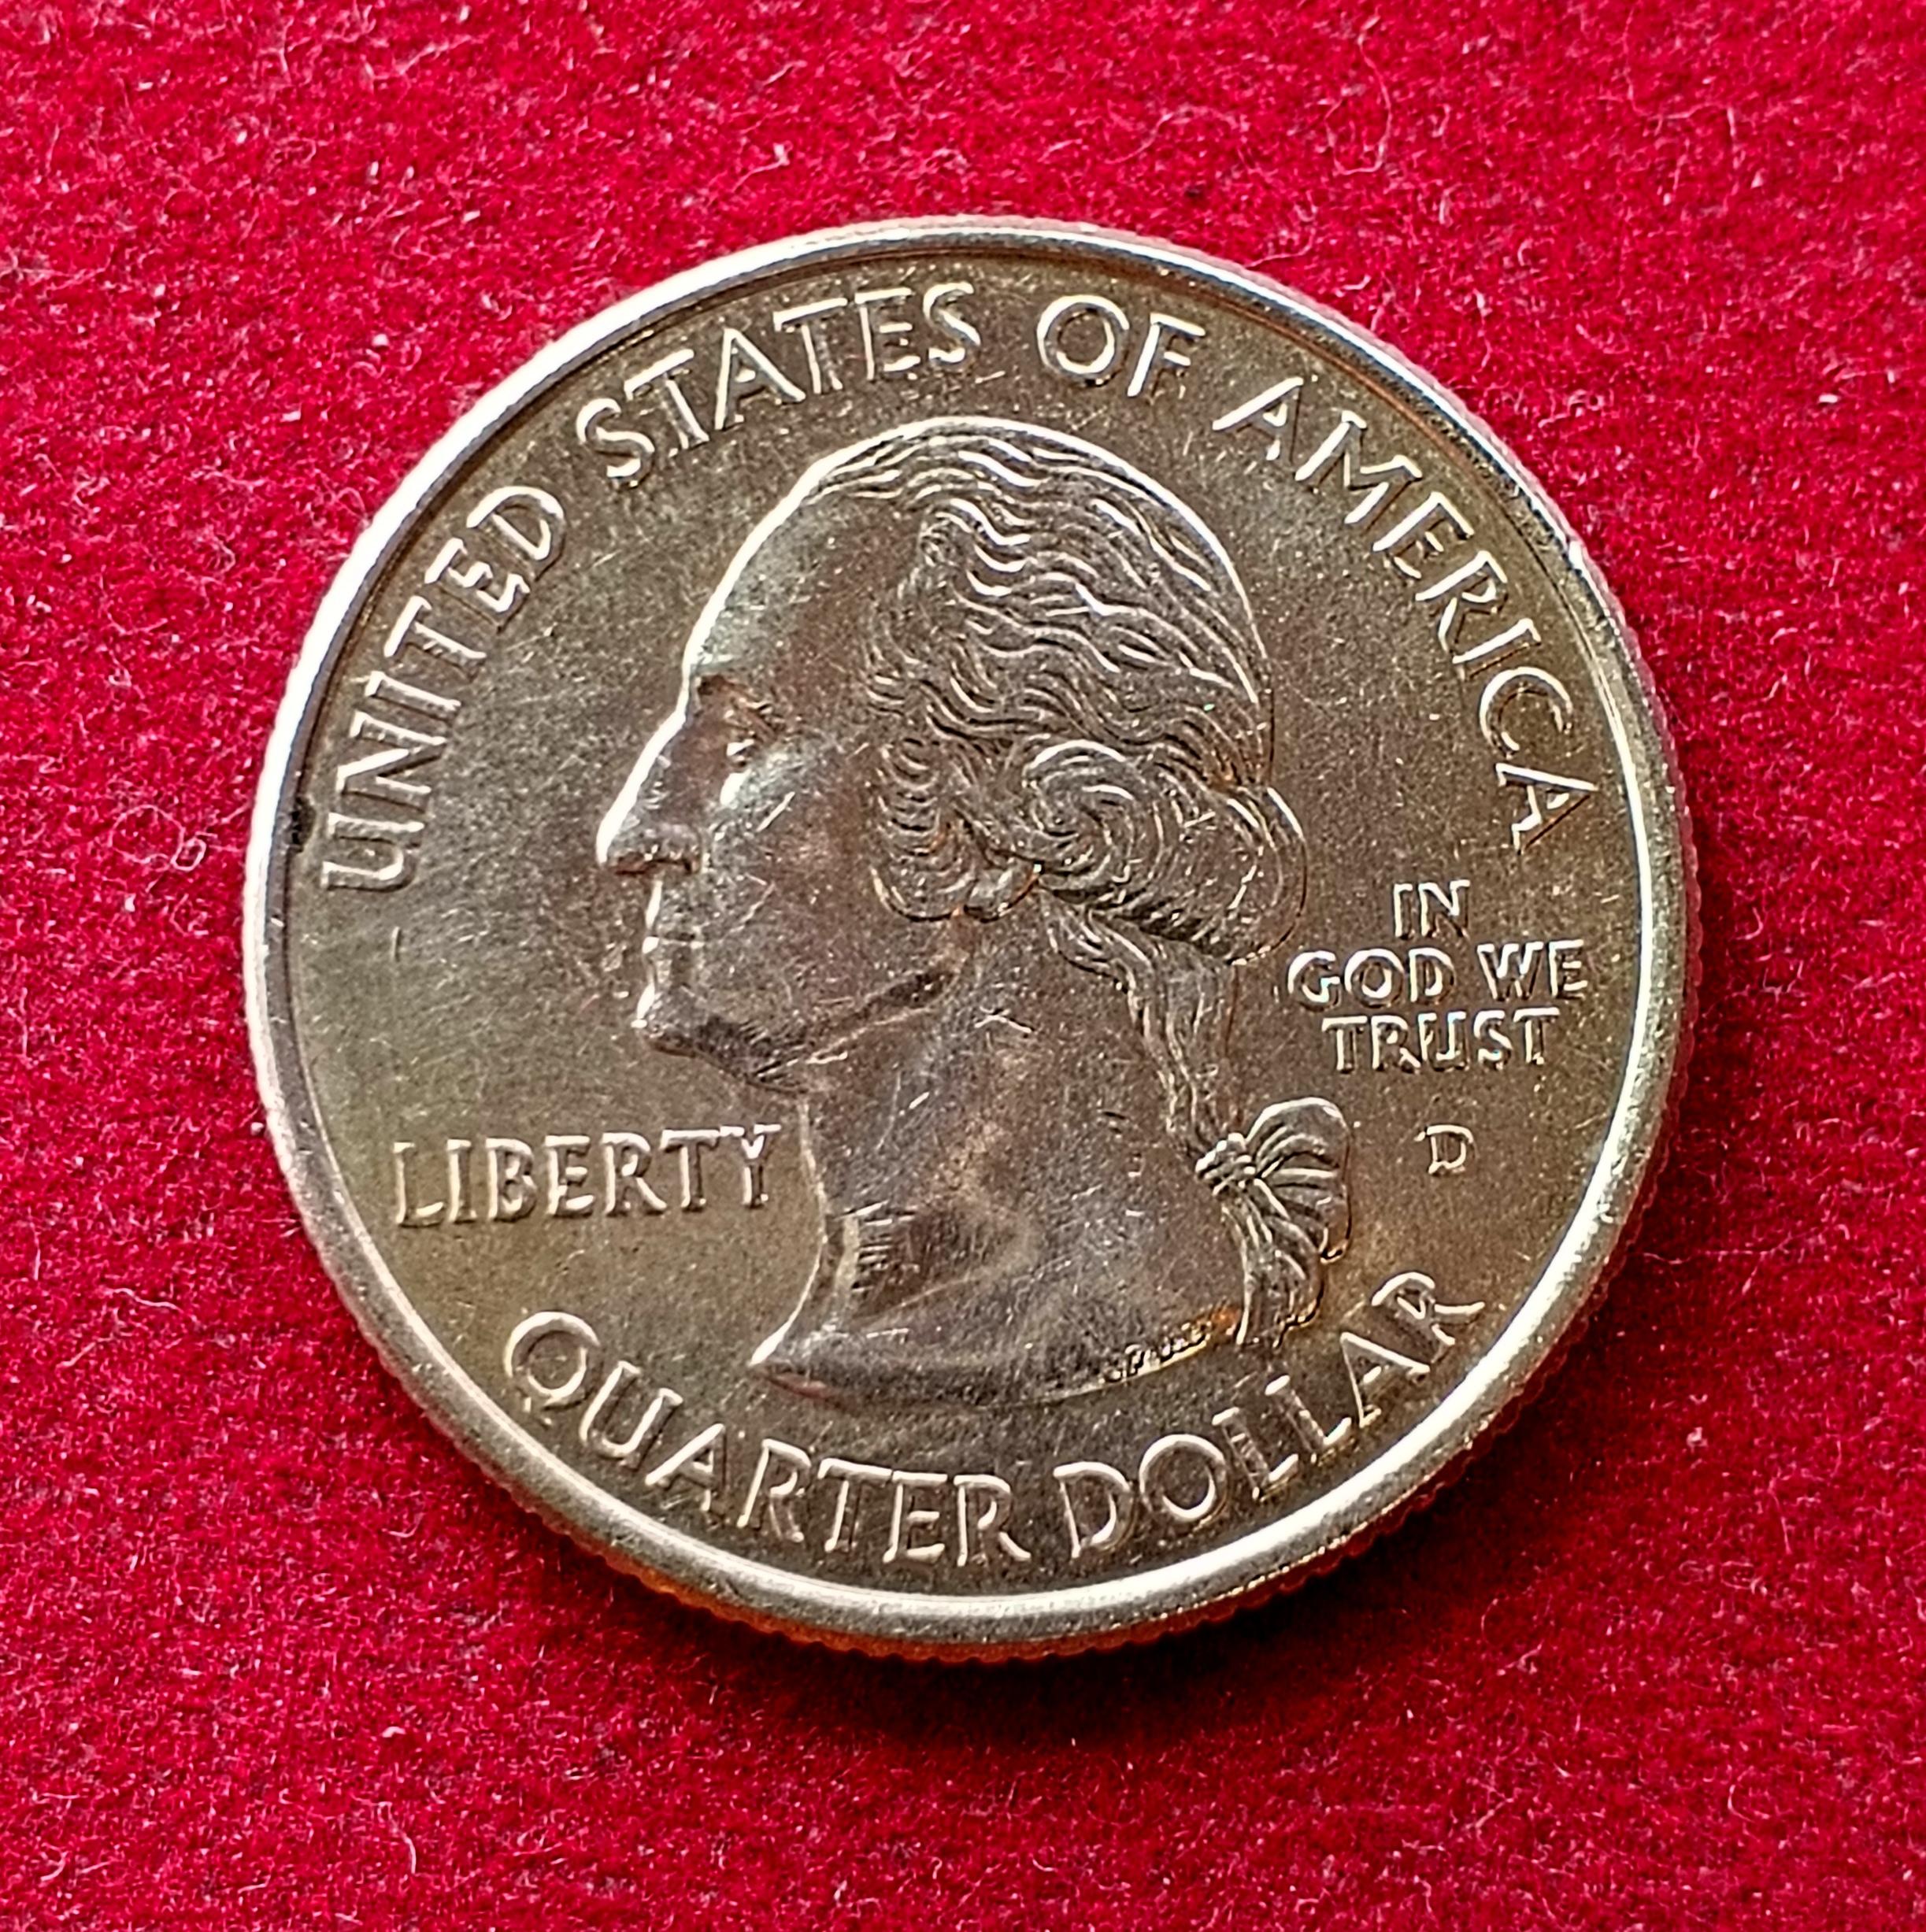 UNITED STATES OF AMERICA
IN
GOD WE
TRUST
D
LIBERTY
QUARTER DOLLAR